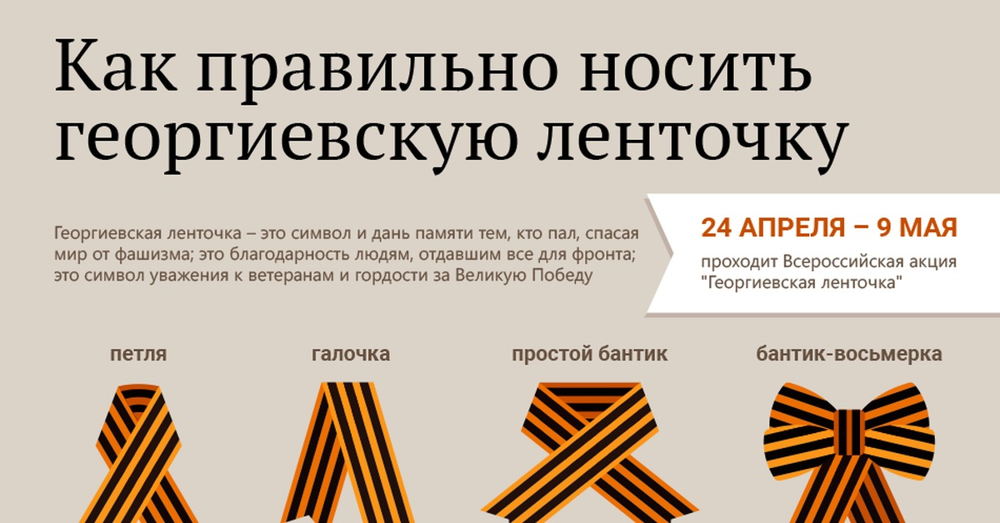 Как правильно носить
георгиевскую ленточку
Георгиевская ленточка – это символ и дань памяти тем, кто пал, спасая
мир от фашизма; это благодарность людям, отдавшим все для фронта;
это символ уважения к ветеранам и гордости за Великую Победу
24 АПРЕЛЯ – 9 МАЯ
проходит Всероссийская акция
"Георгиевская ленточка"
петля
галочка
простой бантик
бантик-восьмерка